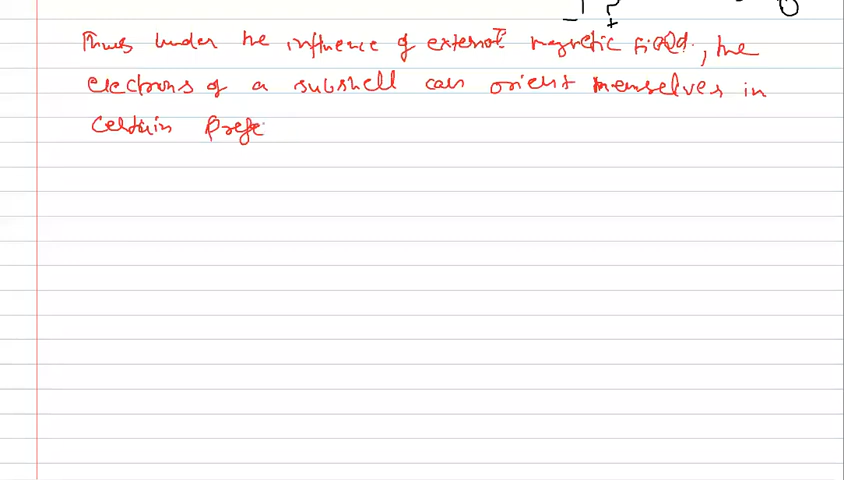 Thus under the influence of external magnetic field, the
electrons of a subshell can orient themselves in
certain prefe